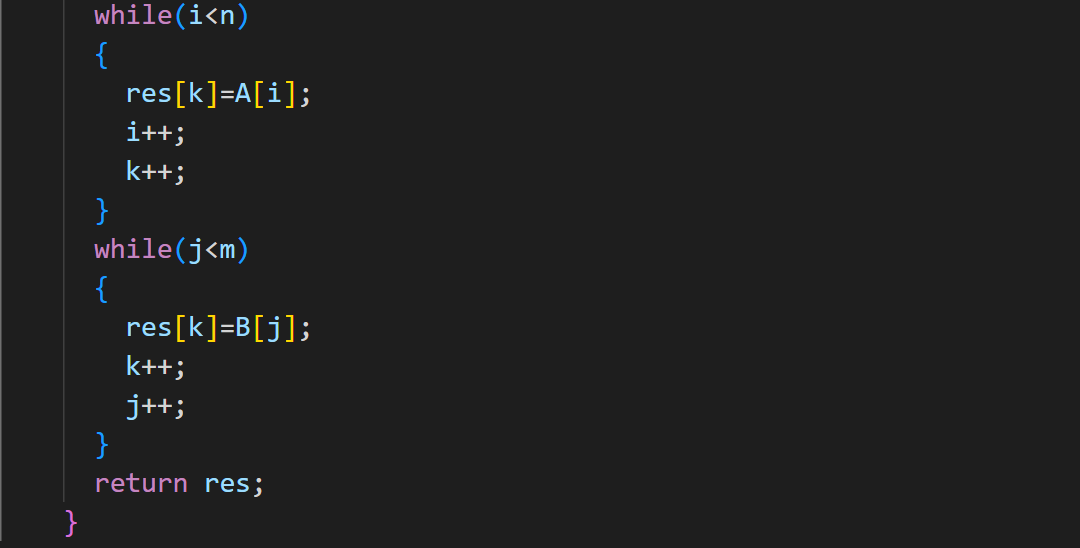 while(i<n)
{
res[k]=A[i];
i++;
k++;
}
while(j<m)
{
res[k]=B[j];
k++;
j++;
}
return res;
}